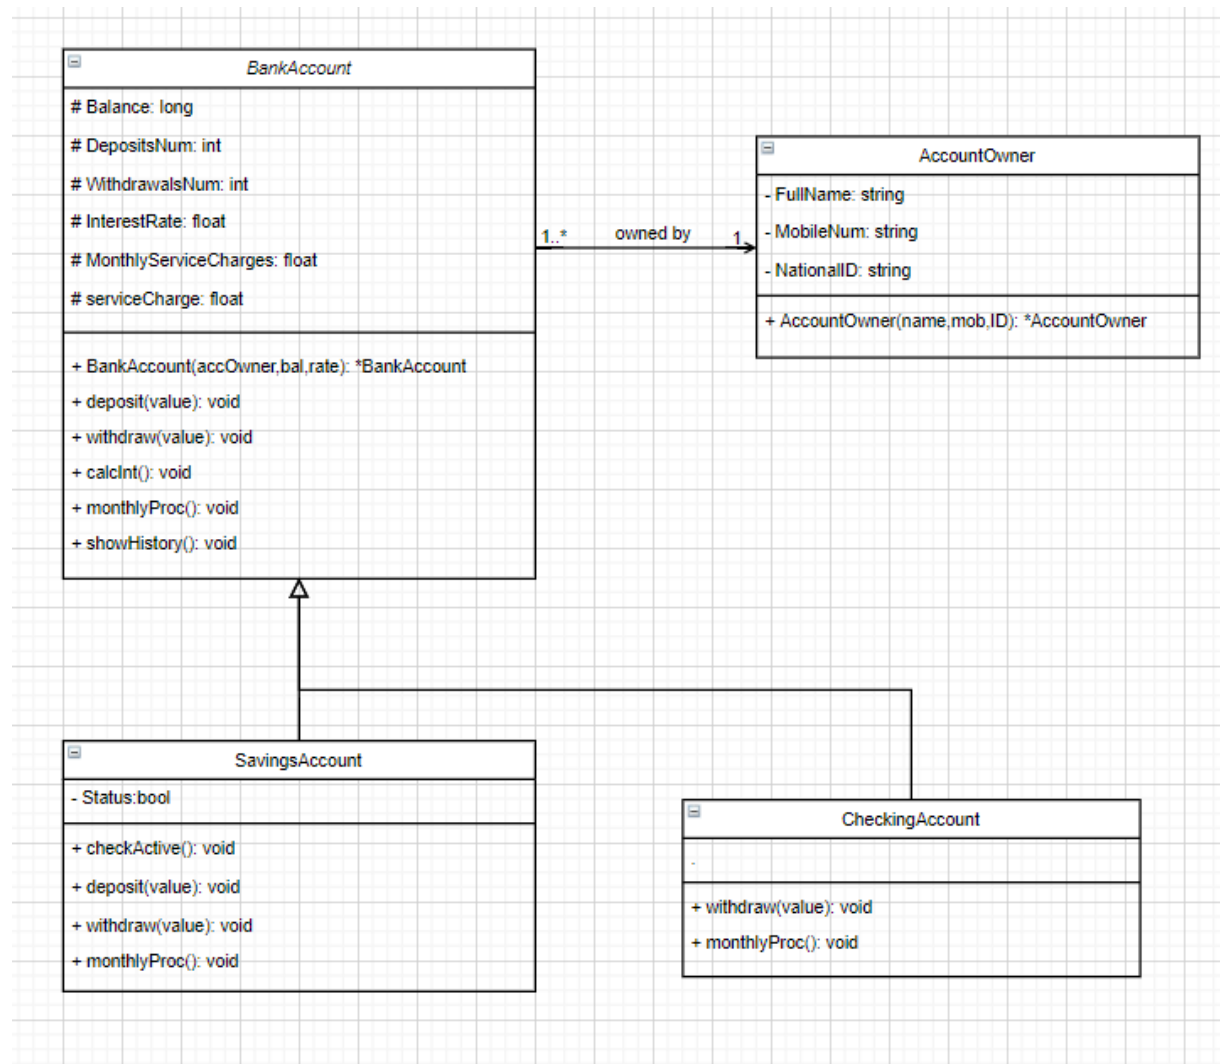 BankAccount
# Balance: long
# DepositsNum: int
# WithdrawalsNum: int
# InterestRate: float
# MonthlyServiceCharges: float
# serviceCharge: float
+ BankAccount(accOwner,bal,rate): *BankAccount
+ deposit(value): void
+ withdraw(value): void
+ calcInt(): void
+ monthlyProc(): void
+ showHistory(): void
1..*
owned by
1
AccountOwner
- FullName: string
- MobileNum: string
- NationalID: string
+ AccountOwner(name,mob,ID): *AccountOwner
SavingsAccount
- Status:bool
+ checkActive(): void
+ deposit(value): void
+ withdraw(value): void
+ monthlyProc(): void
CheckingAccount
.
+ withdraw(value): void
+ monthlyProc(): void